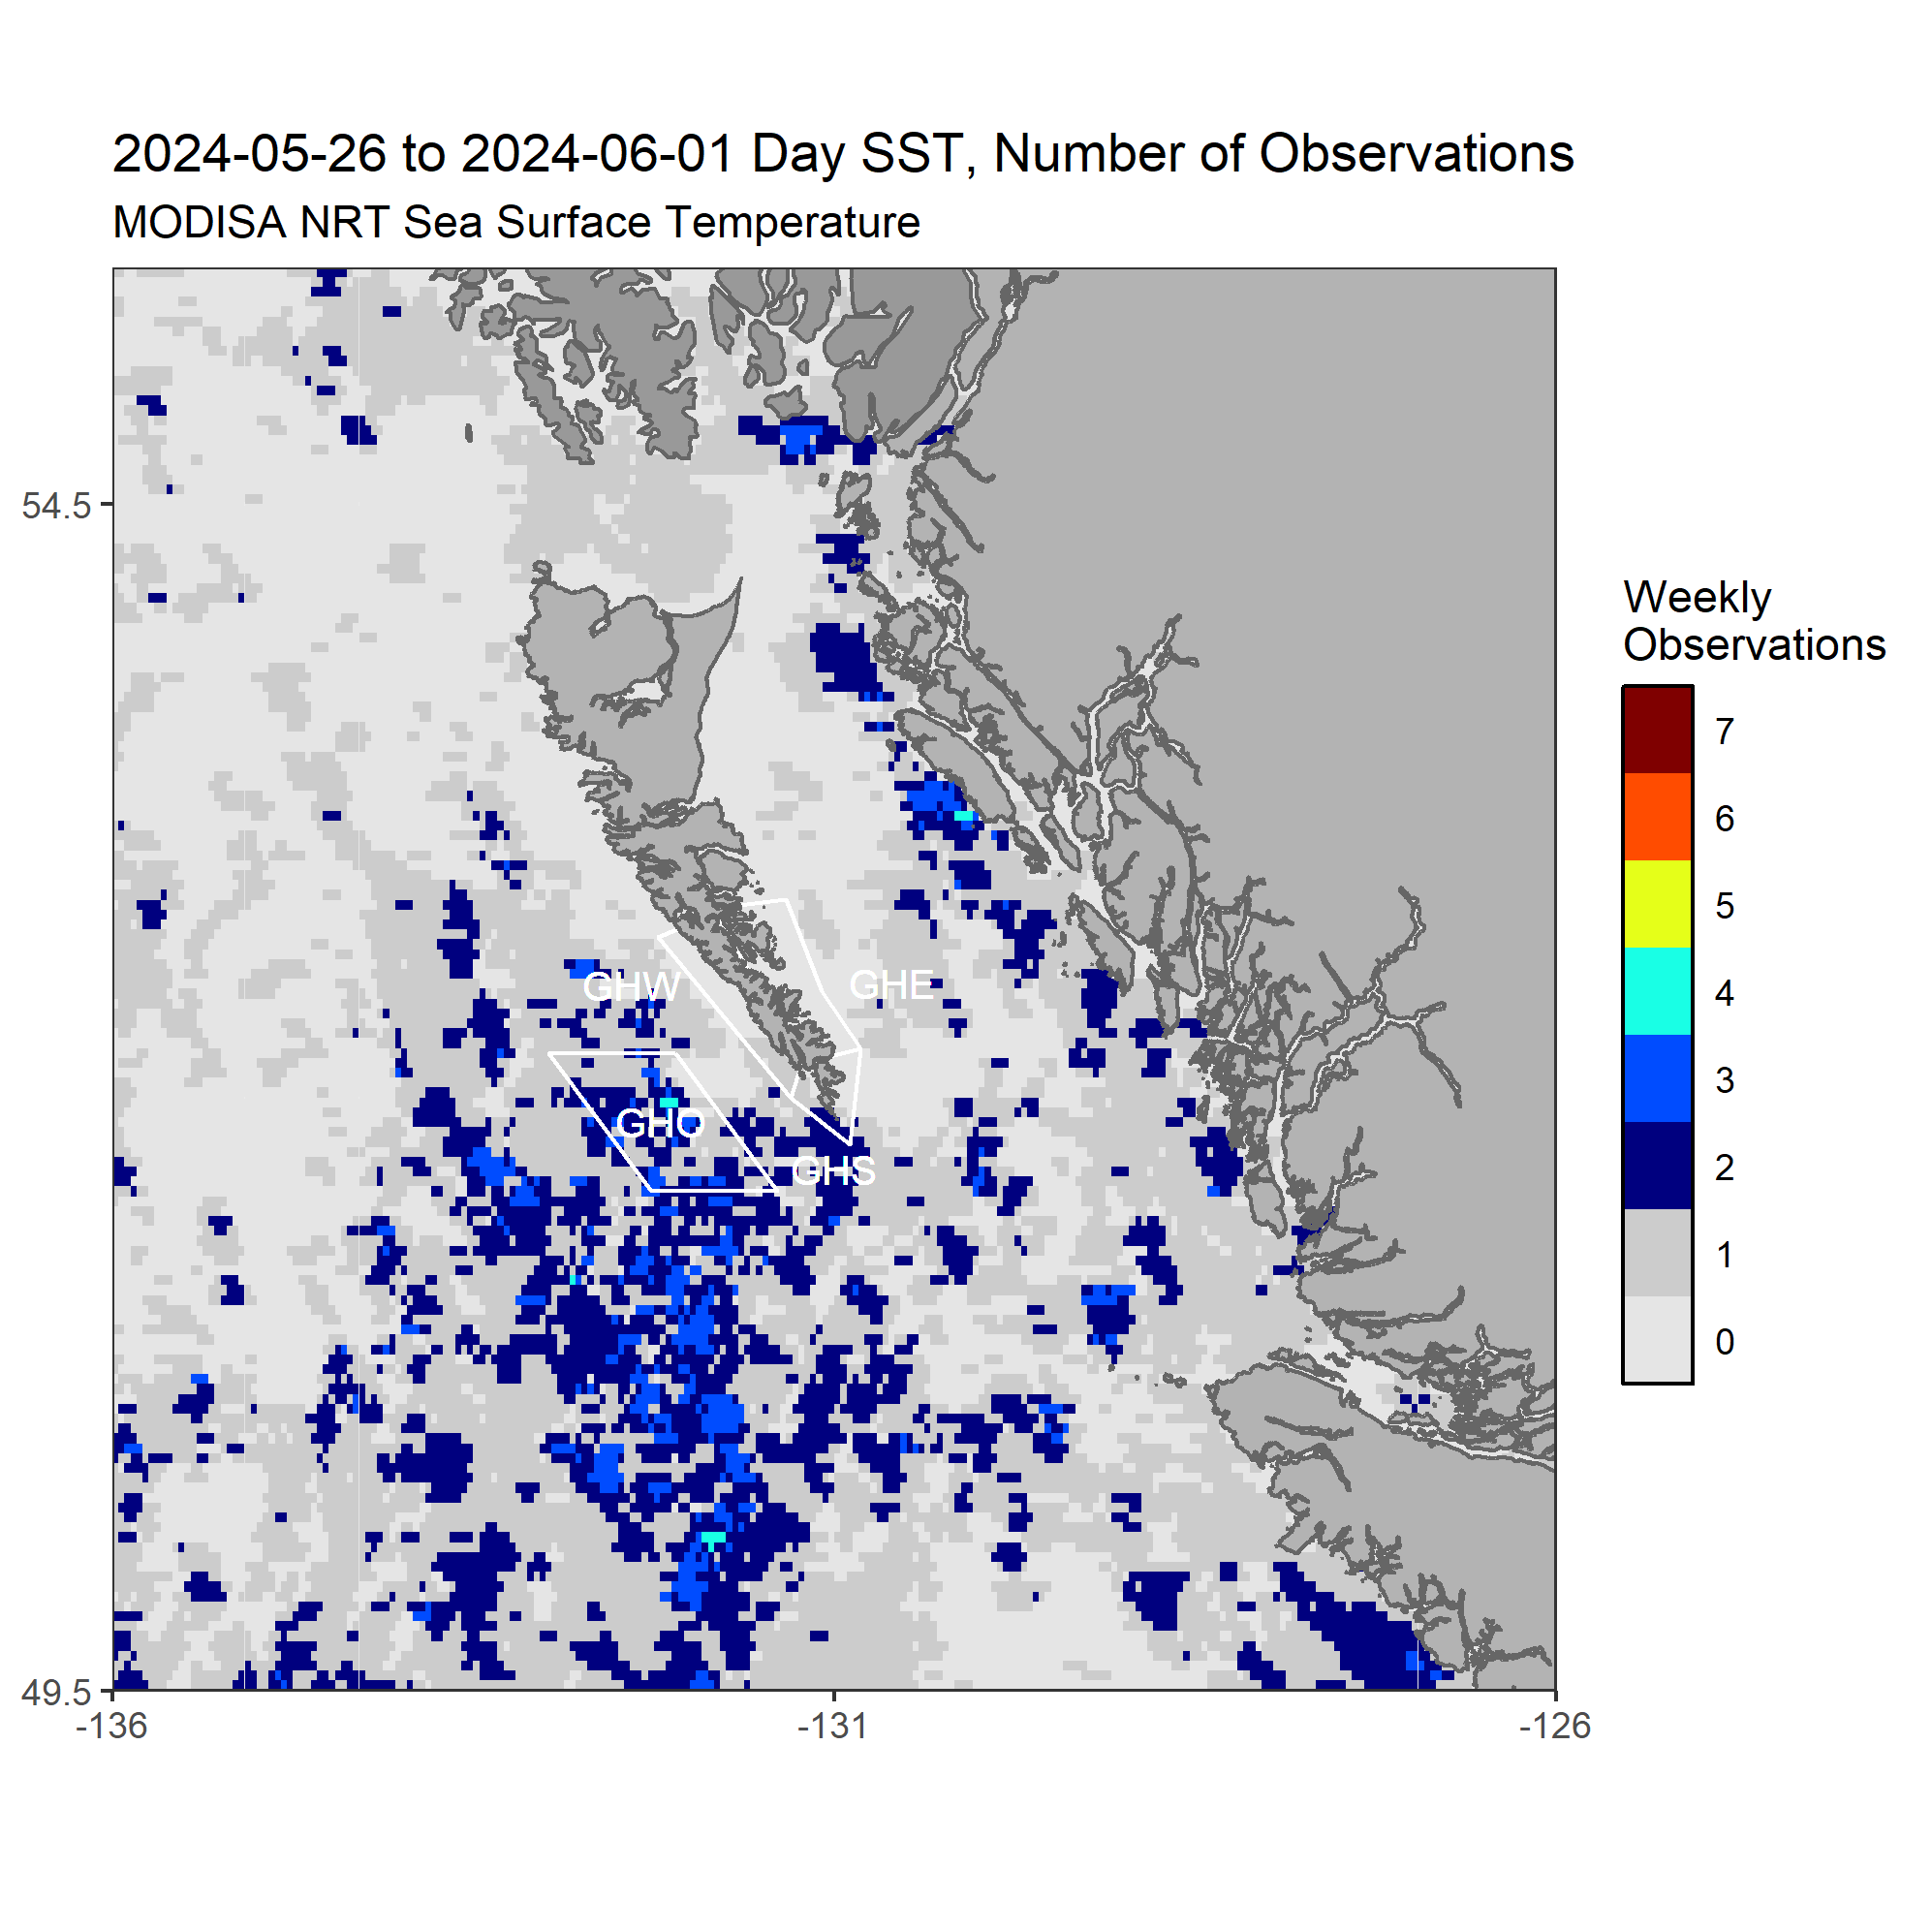 2024-05-26 to 2024-06-01 Day SST, Number of Observations
MODISA NRT Sea Surface Temperature
54.5
49.5
-136
-131
-126
GHW
GHE
GHO
GHS
Weekly
Observations
7
6
5
4
3
2
1
0